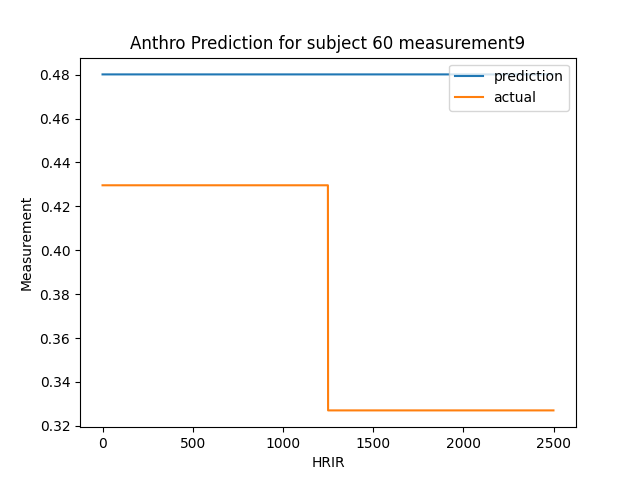 Anthro Prediction for subject 60 measurement9
0.48
0.46
0.44
0.42
0.40
0.38
0.36
0.34
0.32
Measurement
prediction
actual
0 500 1000 1500 2000 2500
HRIR